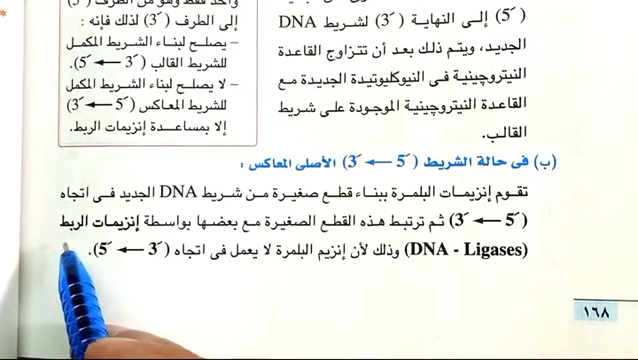 (5́) إلى النهاية (3́) لشريط DNA
الجديد، ويتم ذلك بعد أن تتزاوج القاعدة
النيتروچينية فى النيوكليوتيدة الجديدة مع
القاعدة النيتروچينية الموجودة على شريط
القالب.
واحد فقط وهو من الطرف (5́)
إلى الطرف (3́) لذلك فإنه :
– يصلح لبناء الشريط المكمل
للشريط القالب (3́ ← 5́).
– لا يصلح لبناء الشريط المكمل
للشريط المعاكس (5́ ← 3́)
إلا بمساعدة إنزيمات الربط.
(ب) فى حالة الشريط (5́ ← 3́) الأصلى المعاكس :
تقوم إنزيمات البلمرة ببناء قطع صغيرة من شريط DNA الجديد فى اتجاه
(5́ ← 3́) ثم ترتبط هذه القطع الصغيرة مع بعضها بواسطة إنزيمات الربط
(DNA - Ligases) وذلك لأن إنزيم البلمرة لا يعمل فى اتجاه (3́ ← 5́).
١٦٨